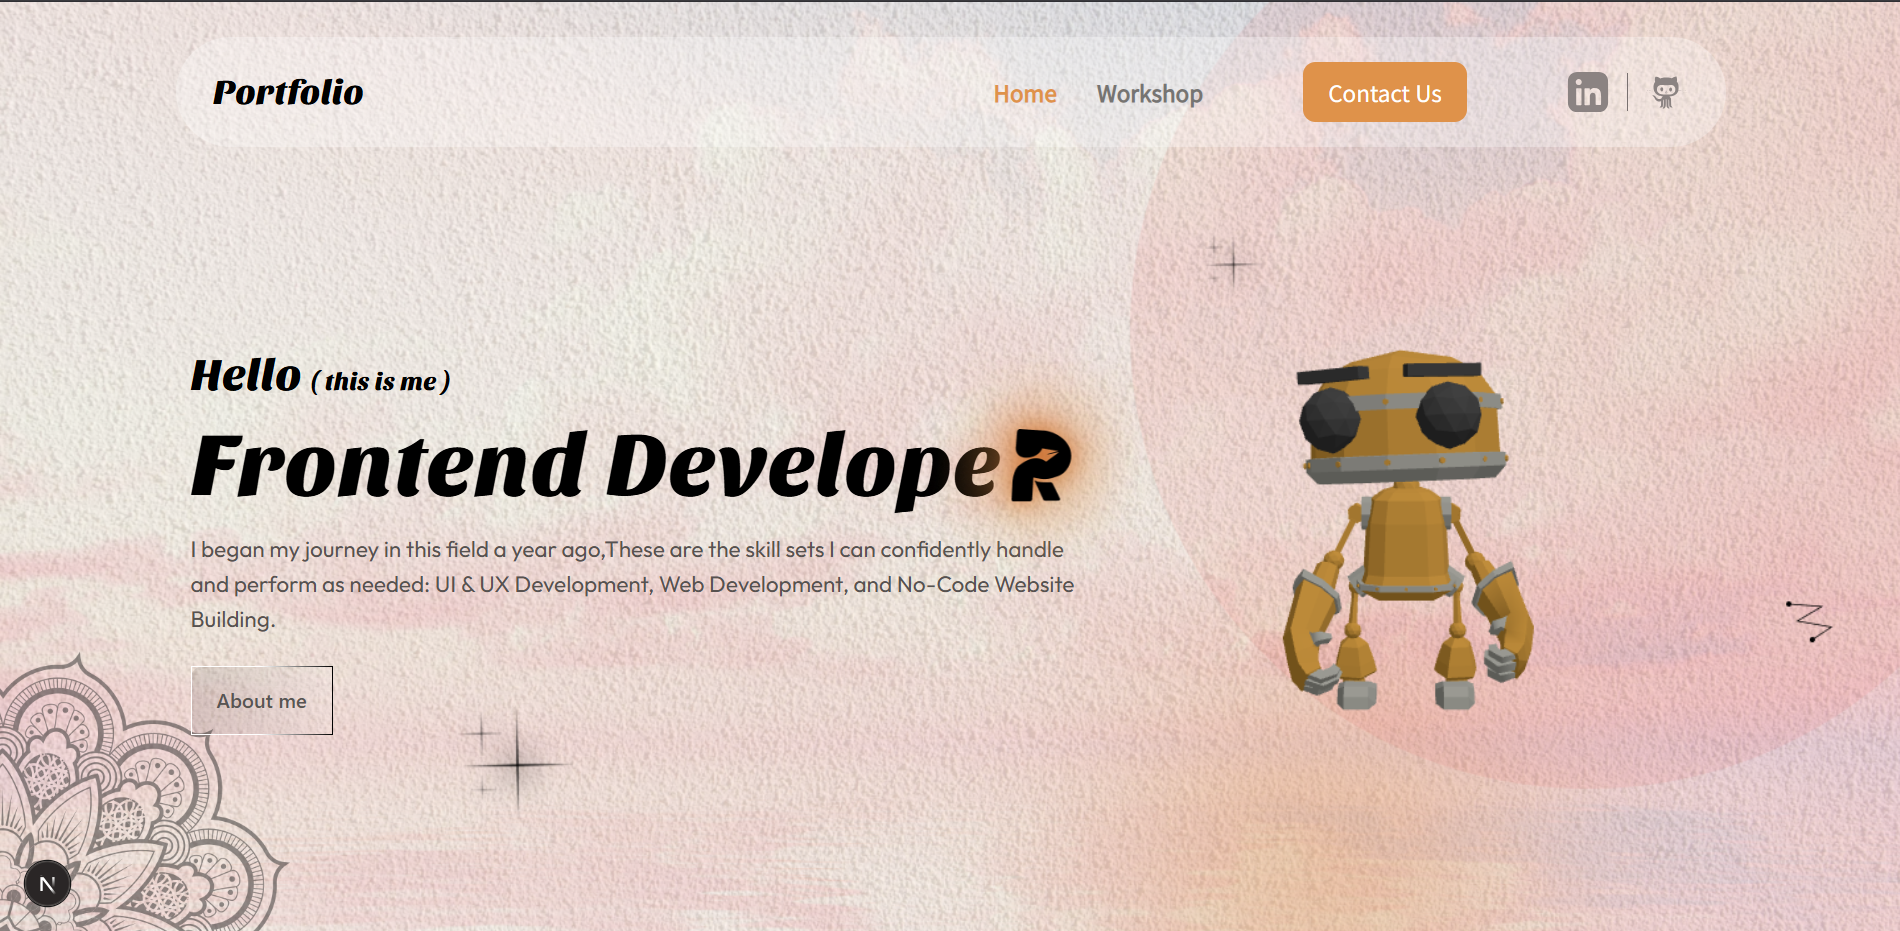 Portfolio
Home
Workshop
Contact Us
in
Hello ( this is me )
Frontend DevelopeR
I began my journey in this field a year ago,These are the skill sets I can confidently handle
and perform as needed: UI & UX Development, Web Development, and No-Code Website
Building.
About me
N